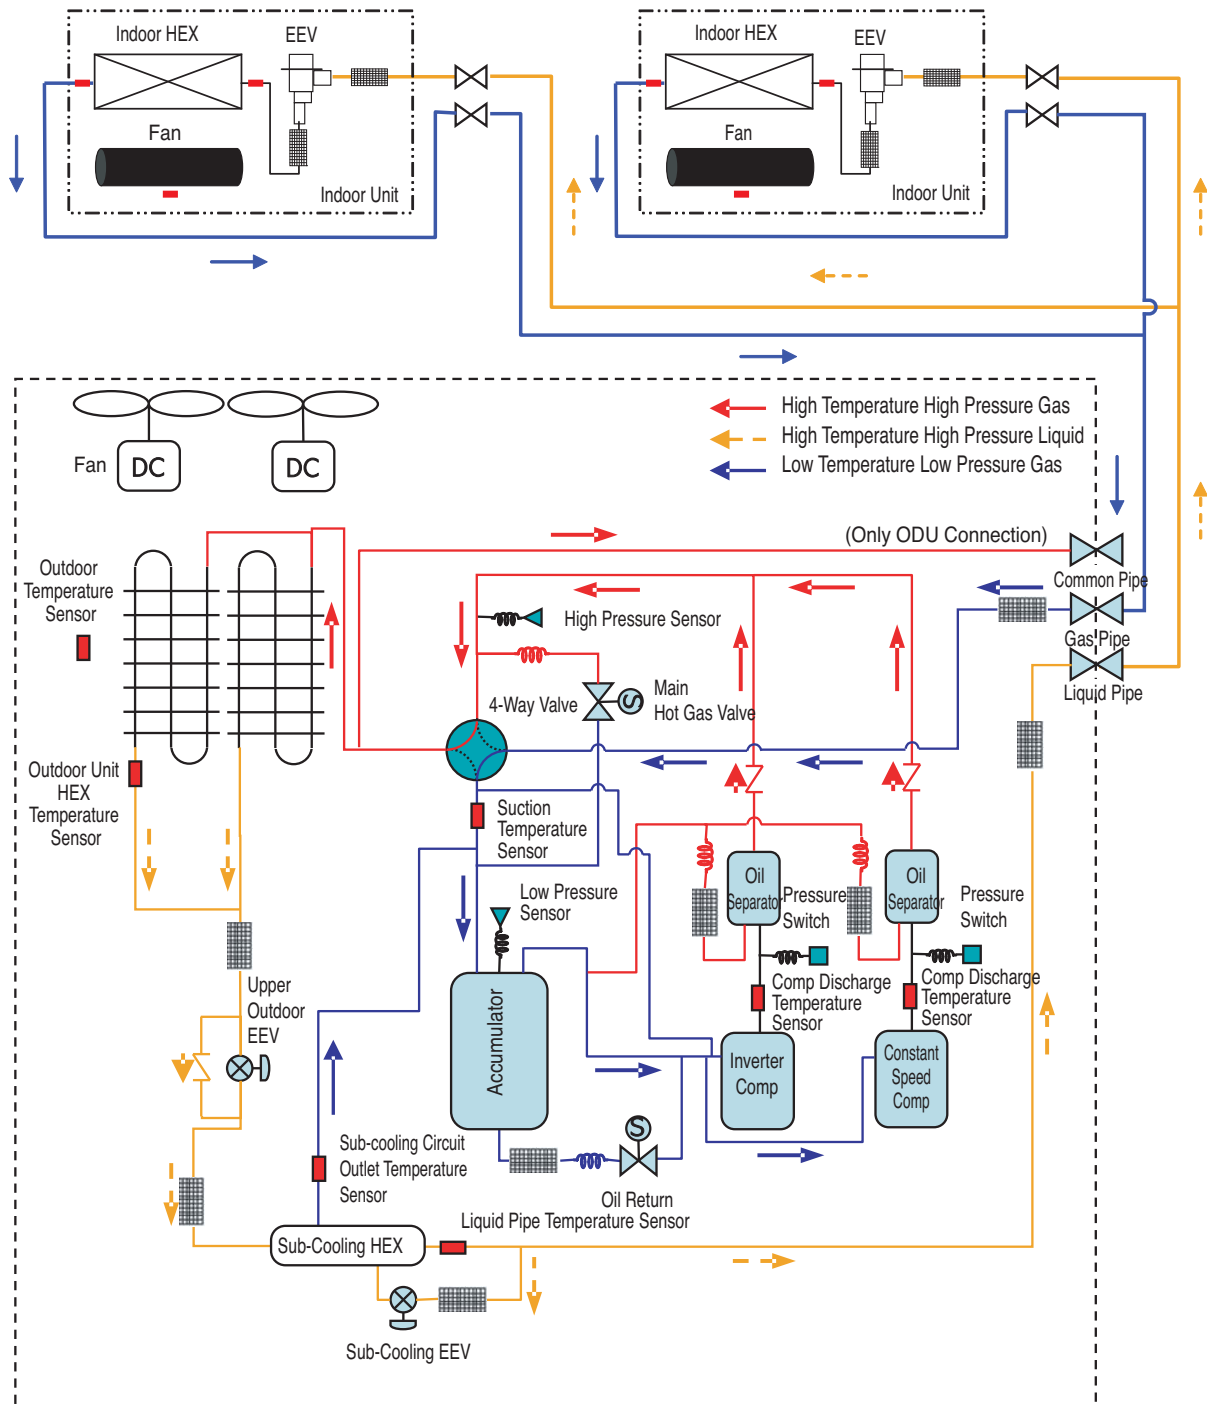 Indoor HEX
EEV
Fan
Indoor Unit
Indoor HEX
EEV
Fan
Indoor Unit
High Temperature High Pressure Gas
High Temperature High Pressure Liquid
Low Temperature Low Pressure Gas
Fan
DC
DC
(Only ODU Connection)
Common Pipe
Gas Pipe
Liquid Pipe
Outdoor
Temperature
Sensor
High Pressure Sensor
Main
Hot Gas Valve
S
4-Way Valve
Outdoor Unit
HEX
Temperature
Sensor
Suction
Temperature
Sensor
Low Pressure
Sensor
Oil
Separator
Pressure
Switch
Oil
Separator
Pressure
Switch
Comp Discharge
Temperature
Sensor
Comp Discharge
Temperature
Sensor
Upper
Outdoor
EEV
Accumulator
Inverter
Comp
Constant
Speed
Comp
S
Oil Return
Sub-cooling Circuit
Outlet Temperature
Sensor
Liquid Pipe Temperature Sensor
Sub-Cooling HEX
Sub-Cooling EEV